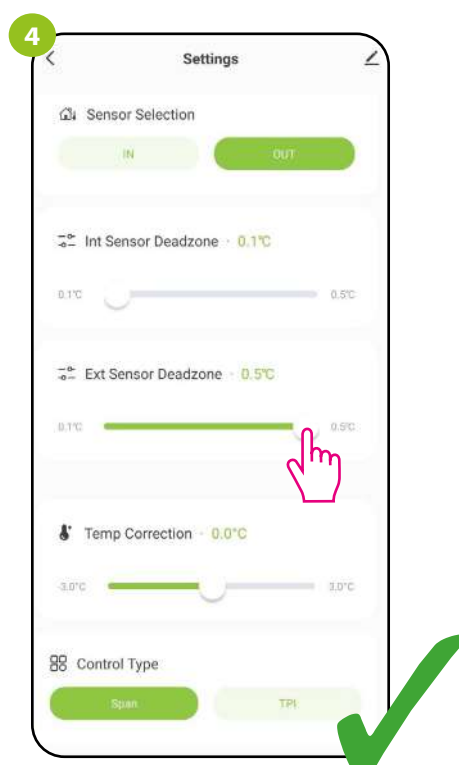 4
Settings
Sensor Selection
IN OUT
Int Sensor Deadzone · 0.1°C
0.1°C 0.5°C
Ext Sensor Deadzone · 0.5°C
0.1°C 0.5°C
Temp Correction · 0.0°C
-3.0°C 3.0°C
Control Type
Span TPI